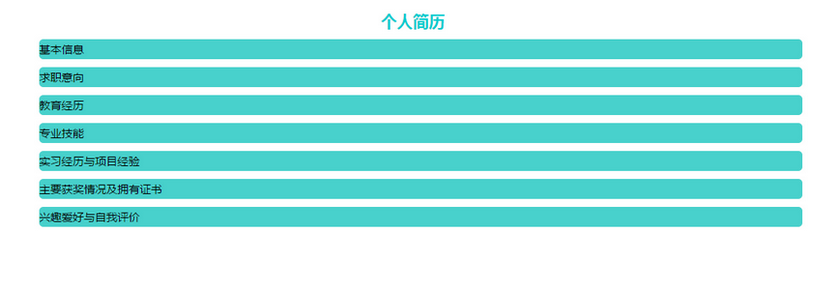 个人简历
基本信息
求职意向
教育经历
专业技能
实习经历与项目经验
主要获奖情况及拥有证书
兴趣爱好与自我评价